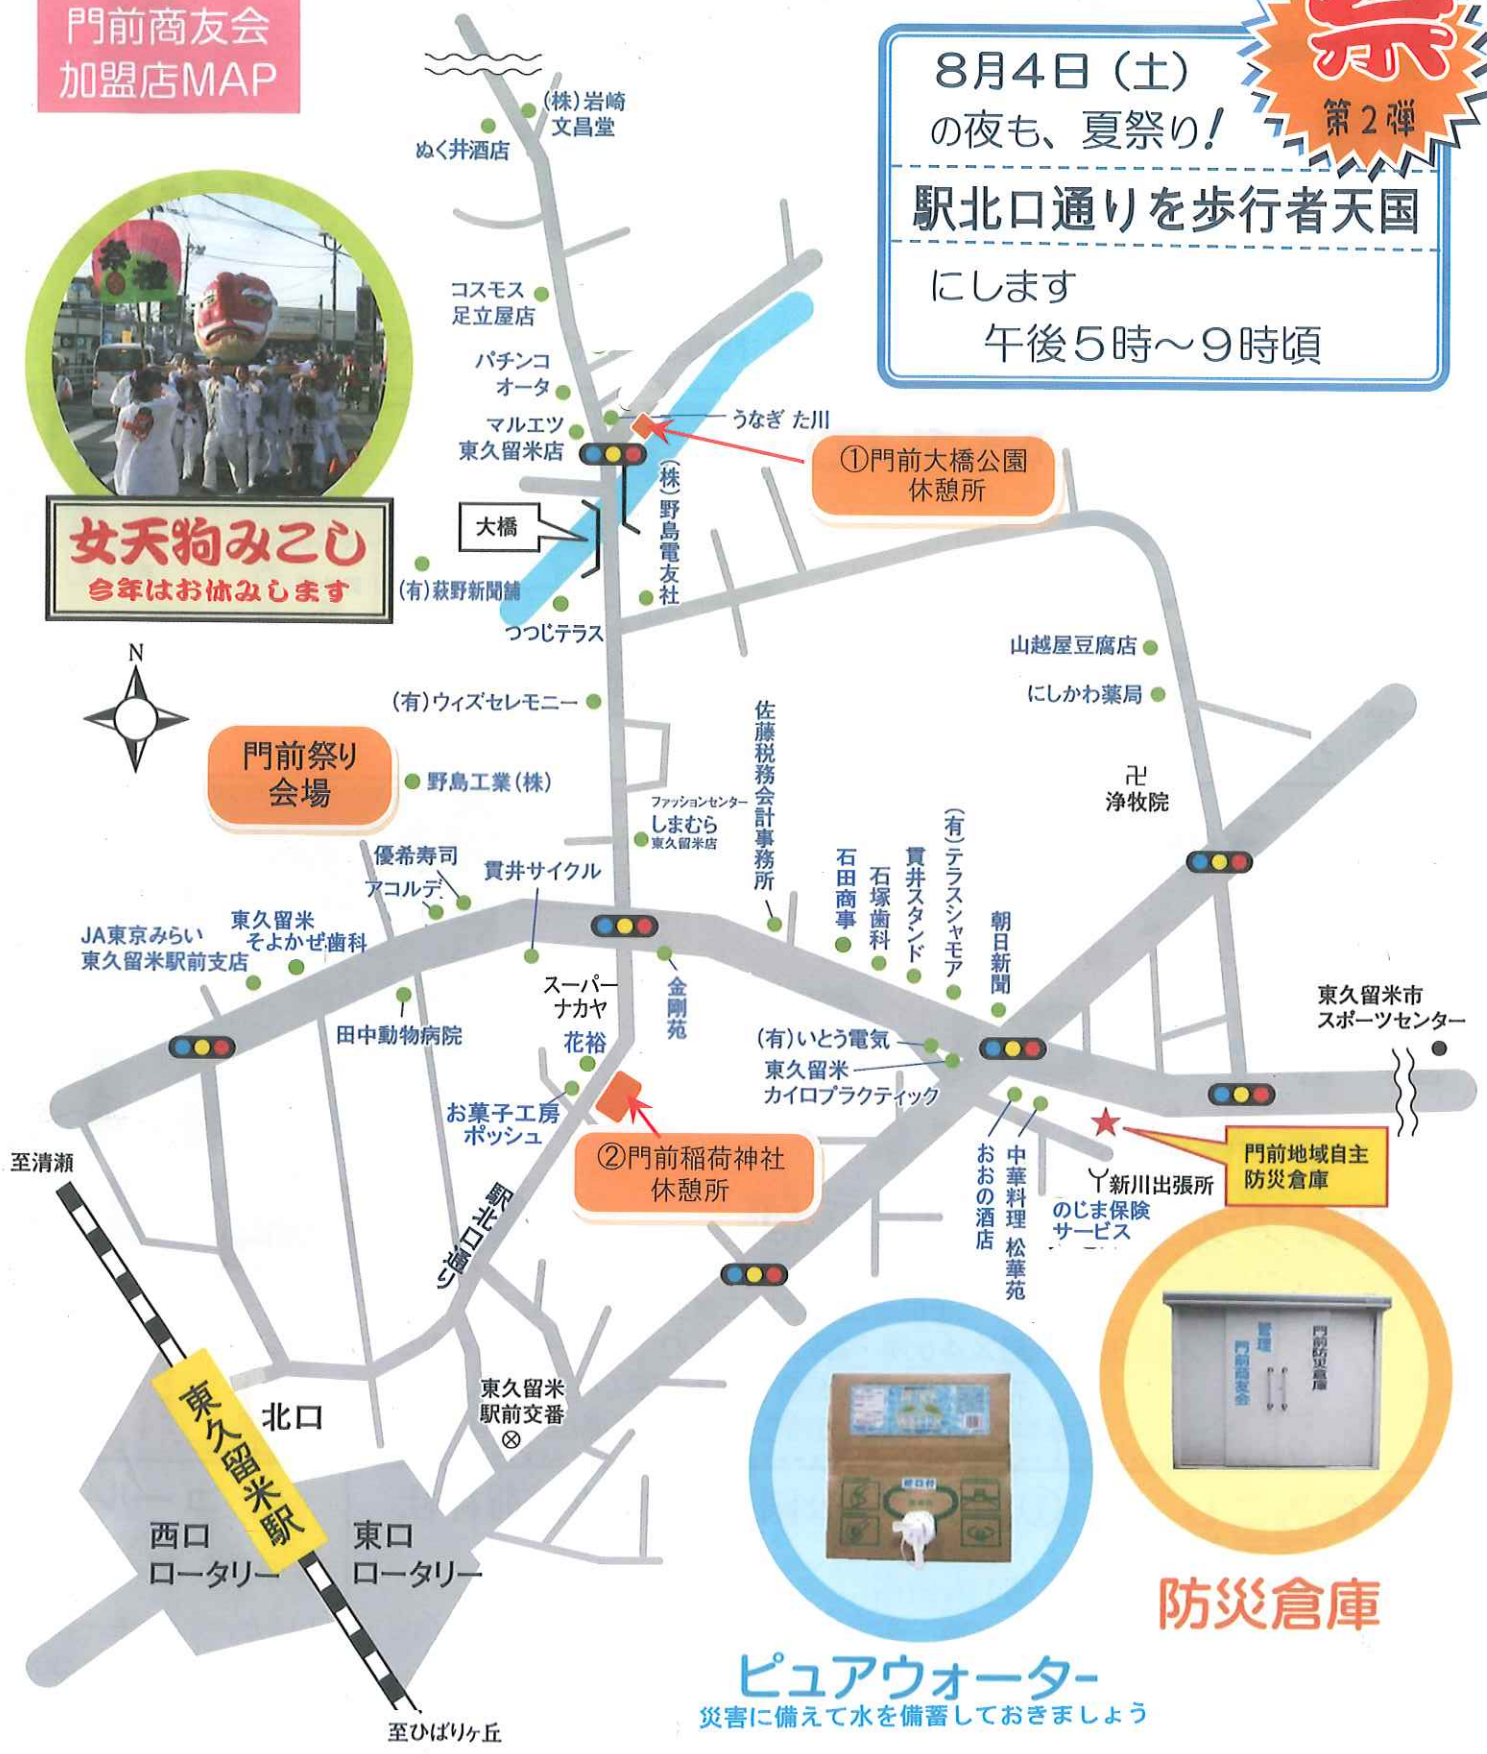 門前商友会
加盟店MAP
祭
第2弾
8月4日（土）
の夜も、夏祭り!
駅北口通りを歩行者天国
にします
午後5時～9時頃
(株)岩崎
文昌堂
ぬく井酒店
コスモス
足立屋店
パチンコ
オータ
マルエツ
東久留米店
うなぎ た川
①門前大橋公園
休憩所
(株)野島電友社
大橋
女天狗みこし
今年はお休みします
(有)萩野新聞舗
つつじテラス
N
(有)ウィズセレモニー
山越屋豆腐店
にしかわ薬局
卍
浄牧院
門前祭り
会場
野島工業(株)
ファッションセンター
しまむら
東久留米店
佐藤税務会計事務所
石田商事
石塚歯科
貫井スタンド
(有)テラスシャモア
朝日新聞
優希寿司
アコルデ
貫井サイクル
JA東京みらい
東久留米駅前支店
東久留米
そよかぜ歯科
田中動物病院
スーパー
ナカヤ
金剛苑
花裕
お菓子工房
ポッシュ
(有)いとう電気
東久留米
カイロプラクティック
東久留米市
スポーツセンター
②門前稲荷神社
休憩所
おおの酒店
中華料理 松華苑
新川出張所
のじま保険
サービス
門前地域自主
防災倉庫
至清瀬
駅北口通り
東久留米
駅前交番
北口
東久留米駅
西口
ロータリー
東口
ロータリー
至ひばりヶ丘
門前防災倉庫
管理
門前商友会
防災倉庫
ピュアウォーター
災害に備えて水を備蓄しておきましょう